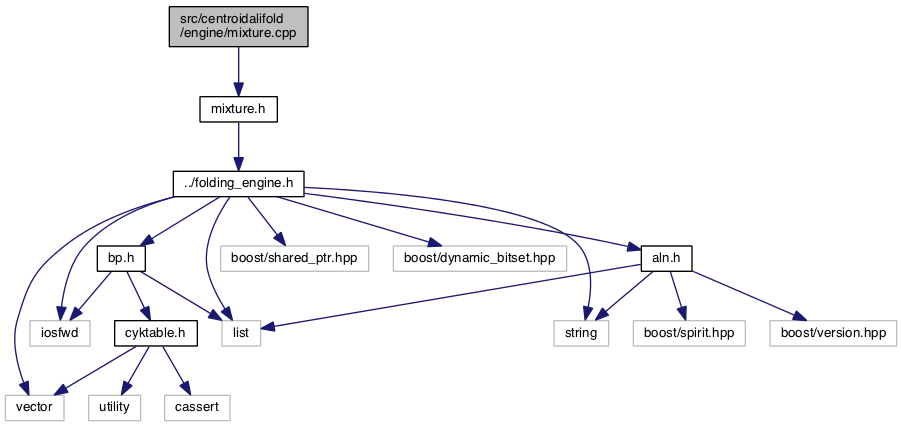 src/centroidalifold
/engine/mixture.cpp
mixture.h
../folding_engine.h
bp.h
boost/shared_ptr.hpp
boost/dynamic_bitset.hpp
aln.h
iosfwd
cyktable.h
list
string
boost/spirit.hpp
boost/version.hpp
vector
utility
cassert